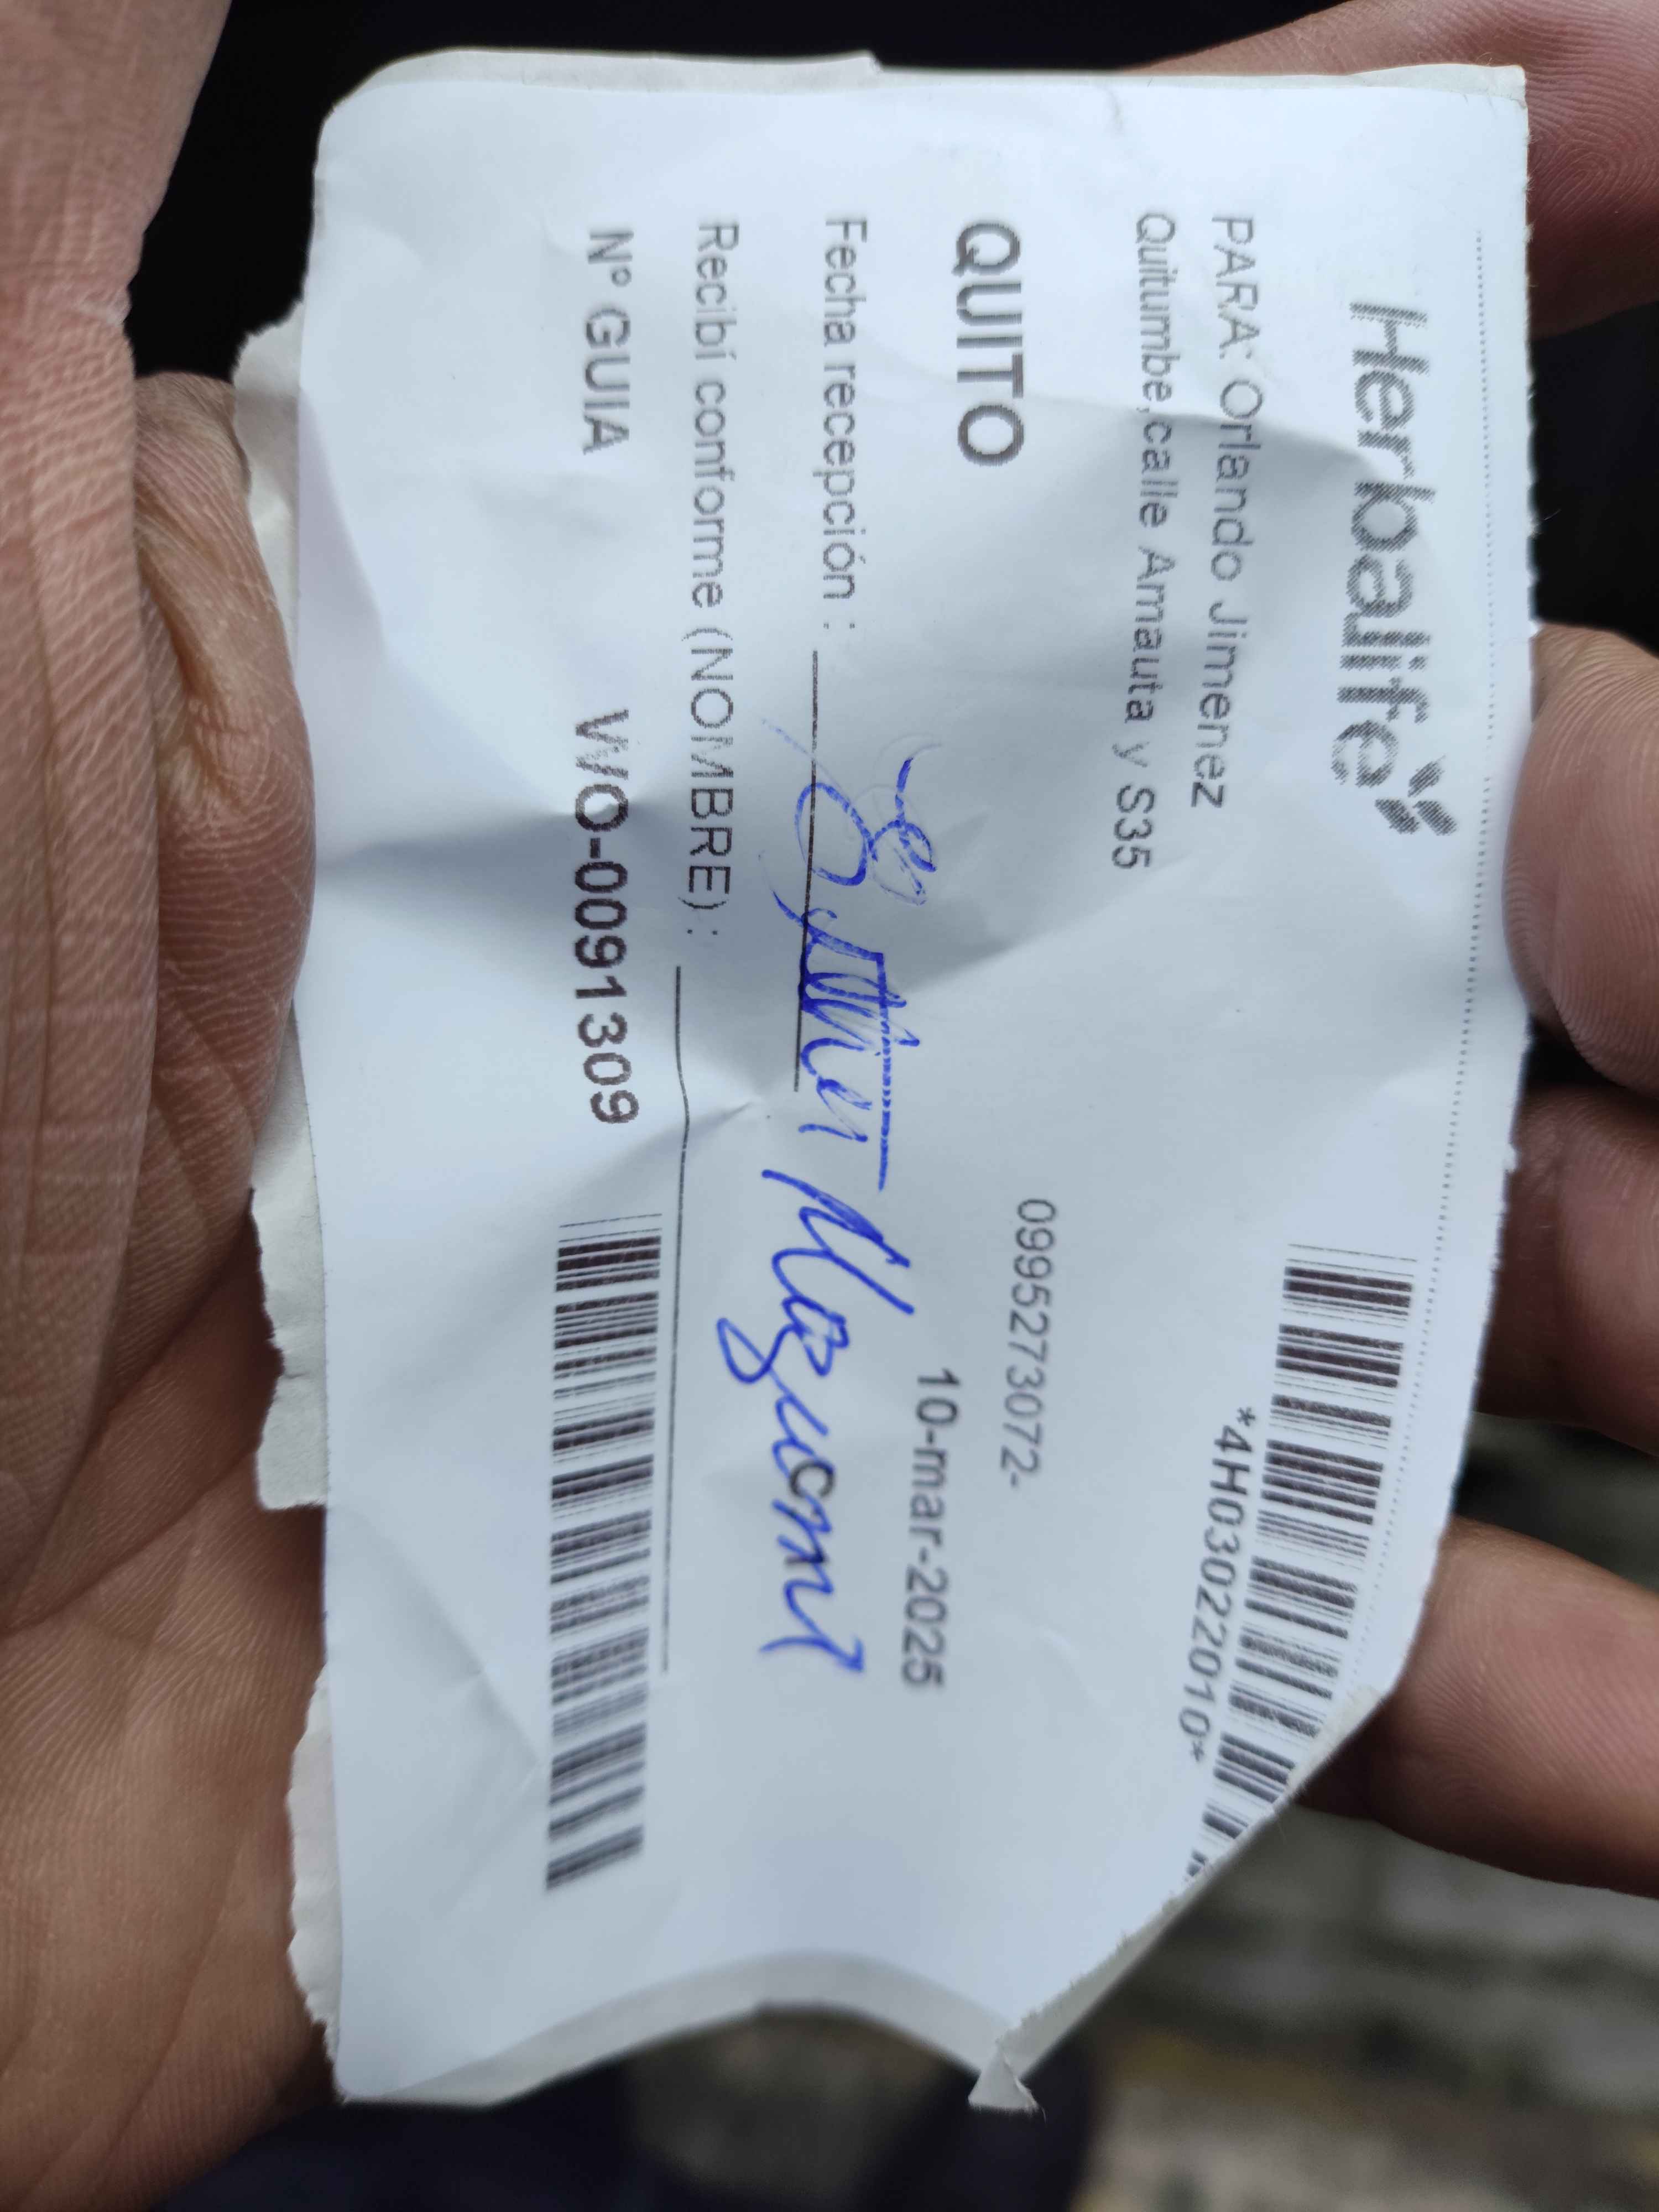 Herbalife
*4H03022010*
PARA: Orlando Jimenez
Quitumbe,calle Amauta y S35
0995273072-
QUITO
10-mar-2025
Fecha recepción :
Recibí conforme (NOMBRE) :
Nº GUIA WO-0091309